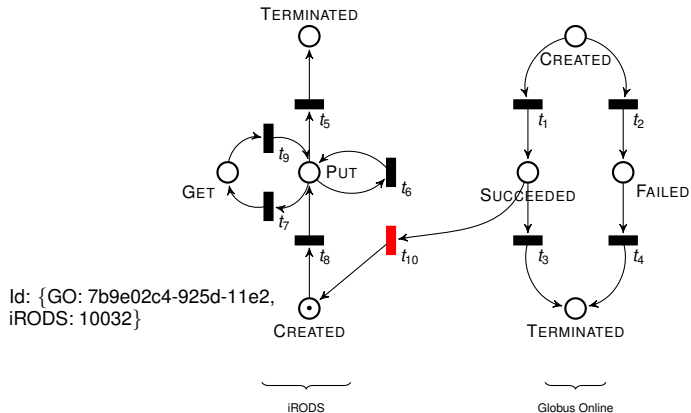 TERMINATED
CREATED
t5
t1
t2
t9
GET
PUT
t6
SUCCEEDED
FAILED
t7
t8
t10
t3
t4
Id: {GO: 7b9e02c4-925d-11e2,
iRODS: 10032}
CREATED
TERMINATED
iRODS
Globus Online